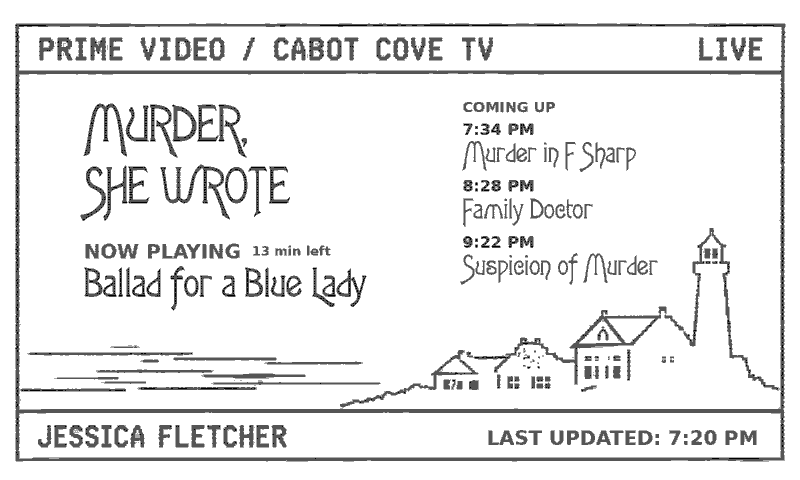 PRIME VIDEO / CABOT COVE TV
LIVE
MURDER,
SHE WROTE
NOW PLAYING 13 min left
Ballad for a Blue Lady
COMING UP
7:34 PM
Murder in F Sharp
8:28 PM
Family Doctor
9:22 PM
Suspicion of Murder
JESSICA FLETCHER
LAST UPDATED: 7:20 PM